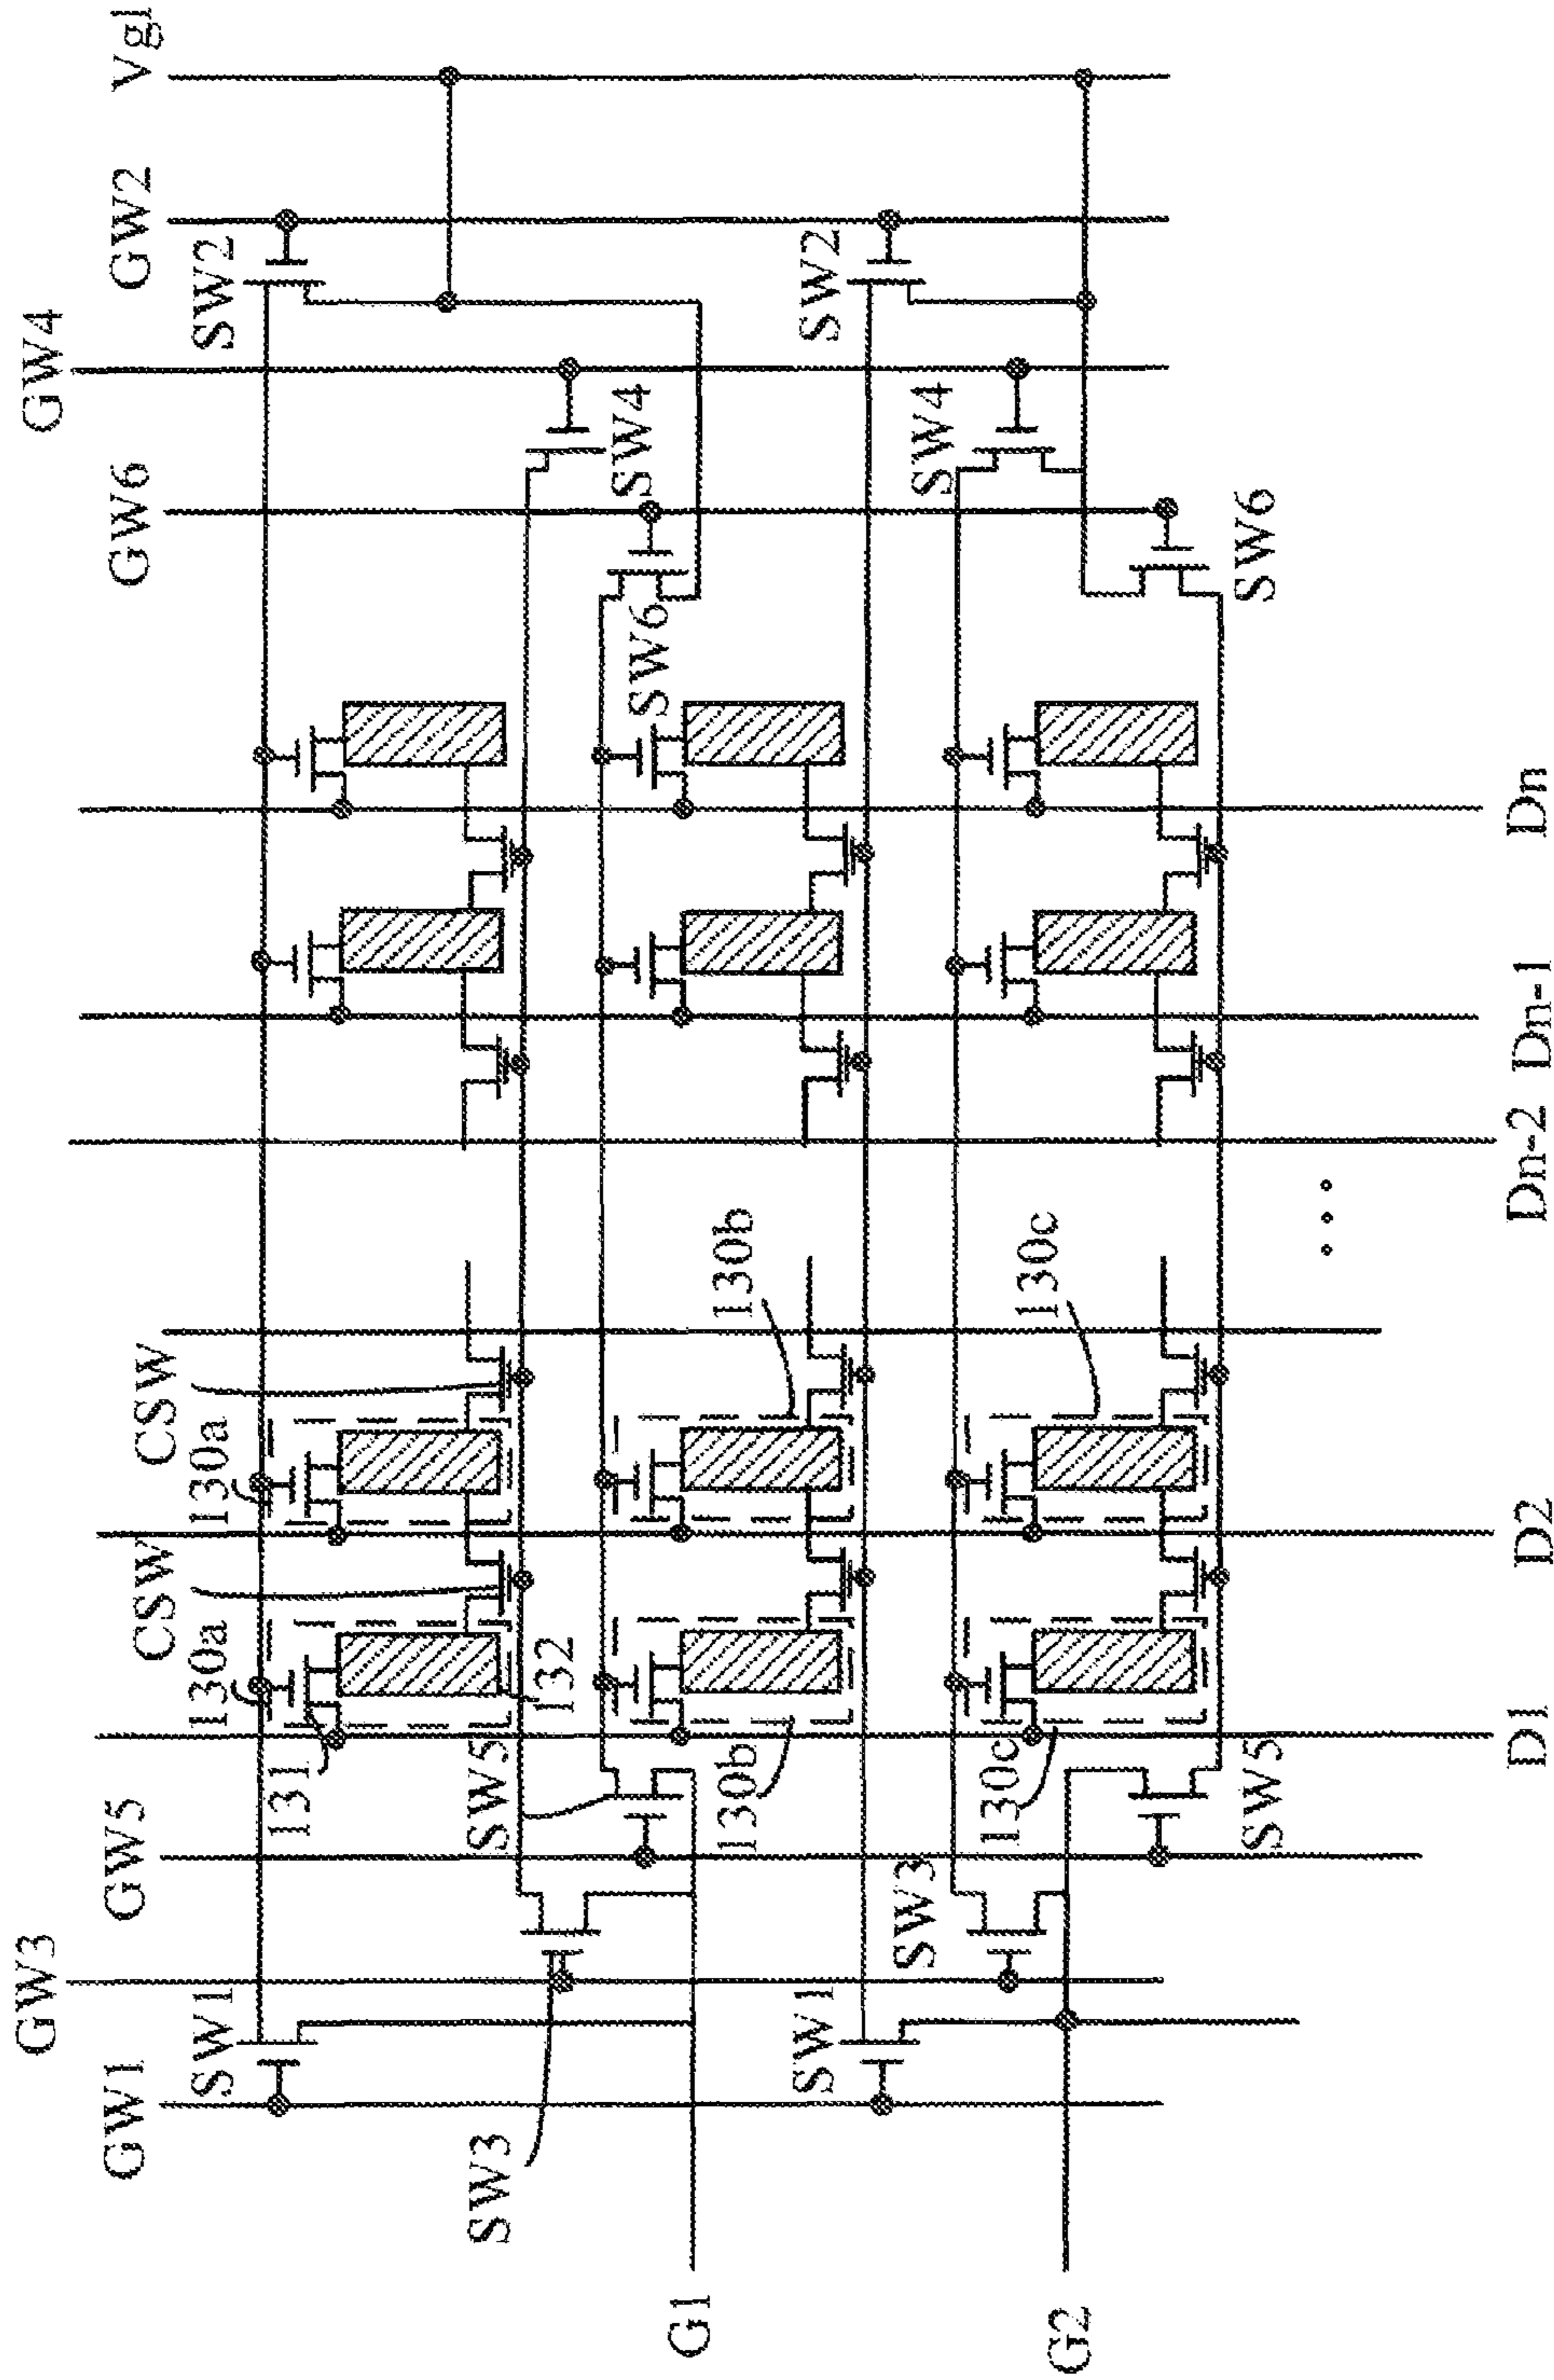 Vgl
GW2
SW2
SW2
GW4
SW4
SW4
GW6
SW6
SW6
Dn
Dn-1
Dn-2
130b
130c
CSW
130a
CSW
130a
D2
132
131
SW5
130b
130c
SW5
D1
GW5
SW3
GW3
SW1
SW1
GW1
SW3
G1
G2